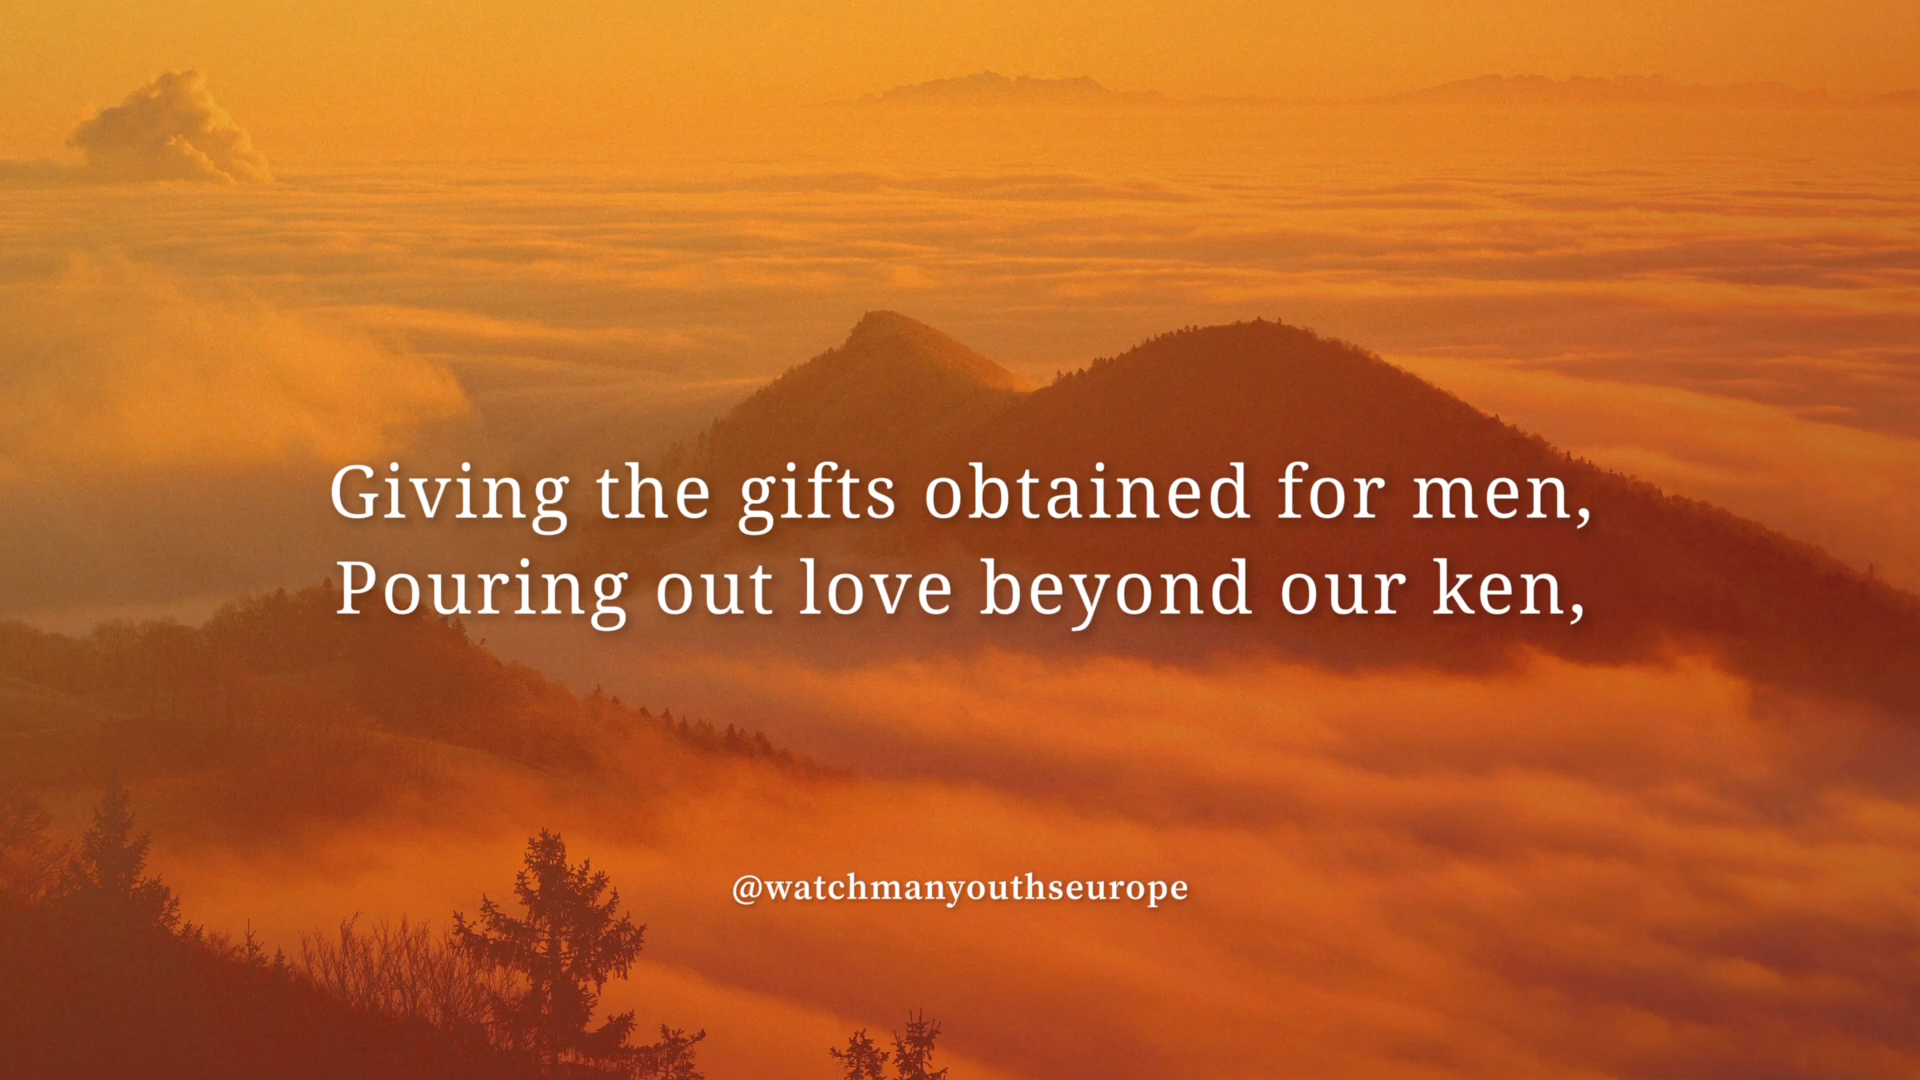 Giving the gifts obtained for men,
Pouring out love beyond our ken,
@watchmanyouthseurope